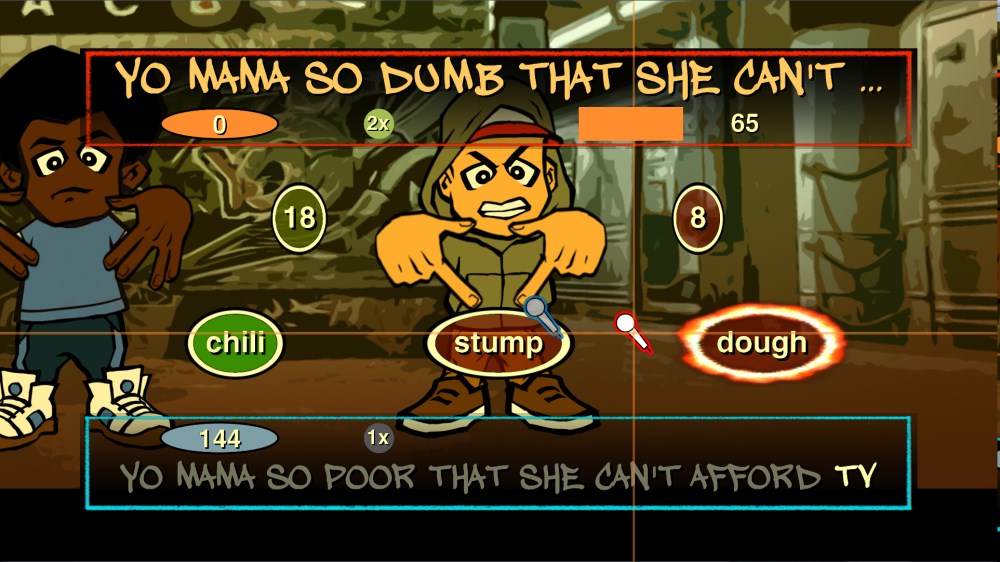 A C B
YO MAMA SO DUMB THAT SHE CAN'T ...
0 2x 65
18 8
chili stump dough
144 1x
YO MAMA SO POOR THAT SHE CAN'T AFFORD TV